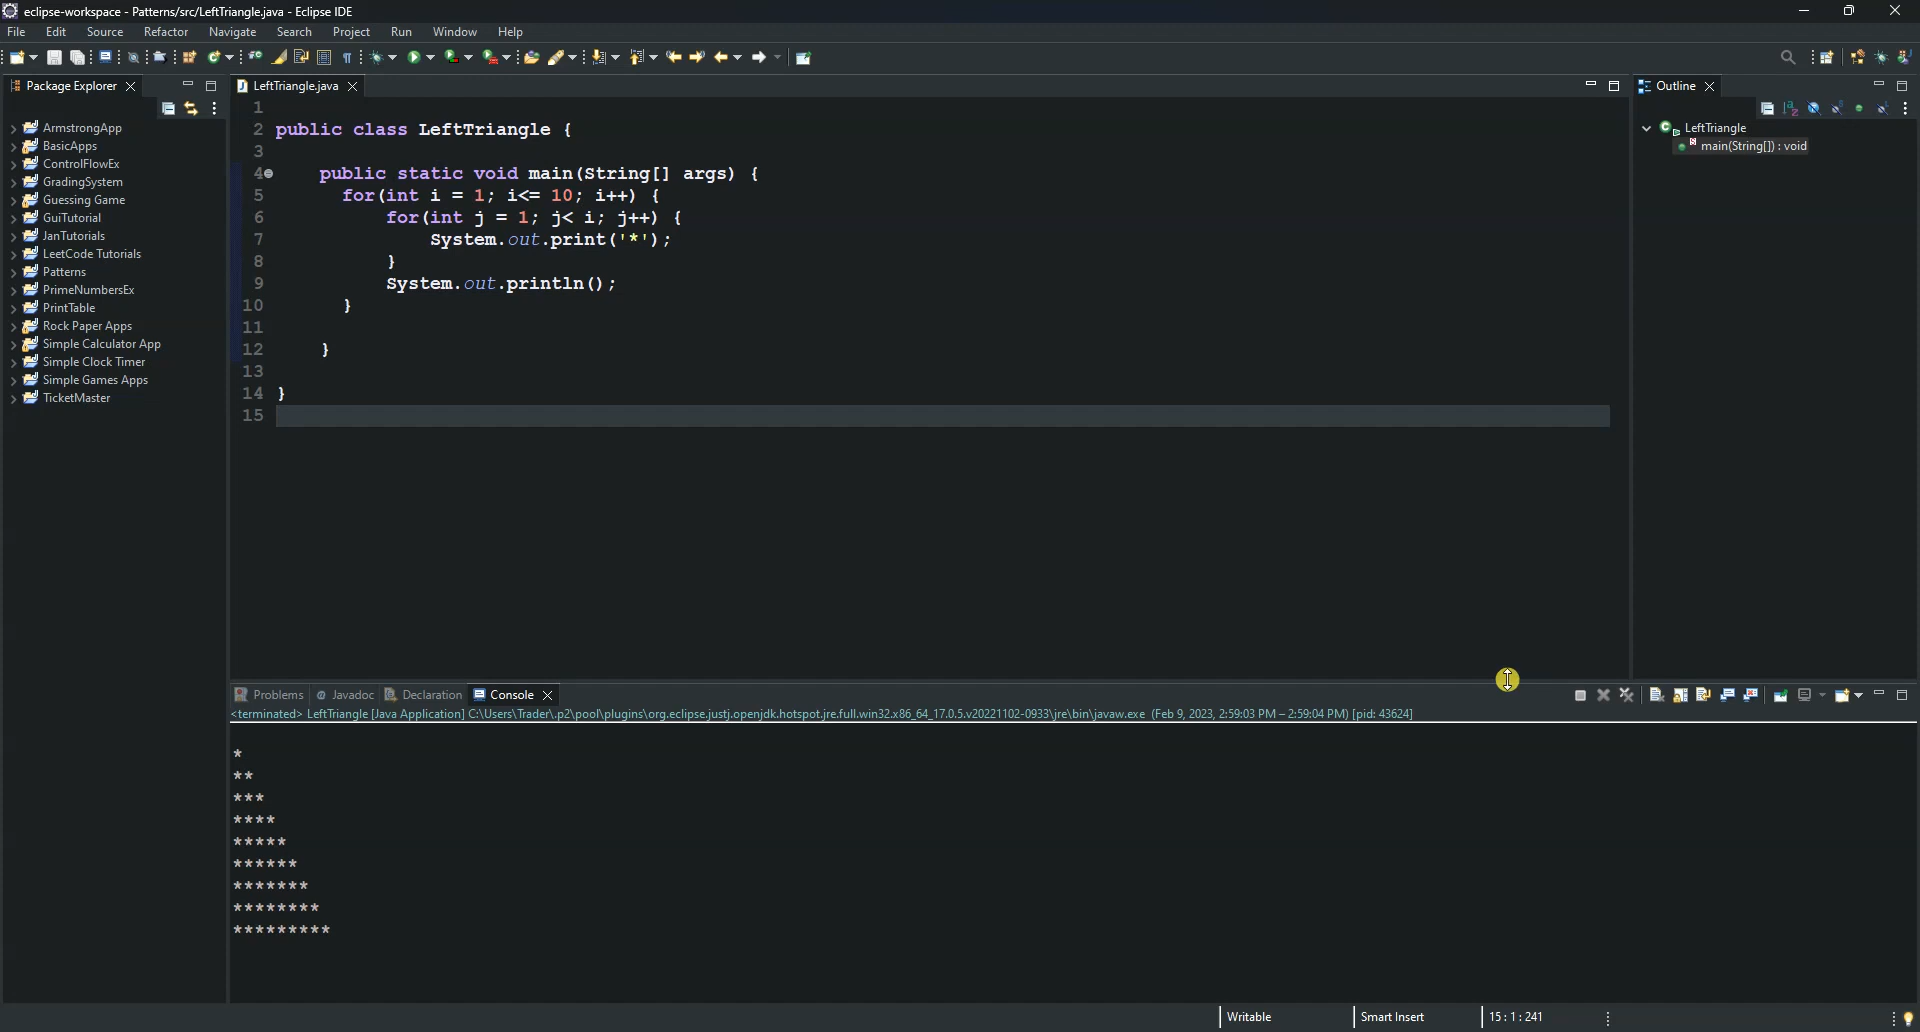 eclipse-workspace - Patterns/src/LeftTriangle.java - Eclipse IDE
File Edit Source Refactor Navigate Search Project Run Window Help
Package Explorer
ArmstrongApp
BasicApps
ControlFlowEx
GradingSystem
Guessing Game
GuiTutorial
JanTutorials
LeetCode Tutorials
Patterns
PrimeNumbersEx
PrintTable
Rock Paper Apps
Simple Calculator App
Simple Clock Timer
Simple Games Apps
TicketMaster
LeftTriangle.java
1
2 public class LeftTriangle {
3
4 public static void main(String[] args) {
5 for(int i = 1; i<= 10; i++) {
6 for(int j = 1; j< i; j++) {
7 System.out.print('*');
8 }
9 System.out.println();
10 }
11
12 }
13
14 }
15
Outline
LeftTriangle
main(String[]) : void
Problems Javadoc Declaration Console
<terminated> LeftTriangle [Java Application] C:\Users\Trader\.p2\pool\plugins\org.eclipse.justj.openjdk.hotspot.jre.full.win32.x86_64_17.0.5.v20221102-0933\jre\bin\javaw.exe (Feb 9, 2023, 2:59:03 PM – 2:59:04 PM) [pid: 43624]
*
**
***
****
*****
******
*******
********
*********
Writable Smart Insert 15 : 1 : 241